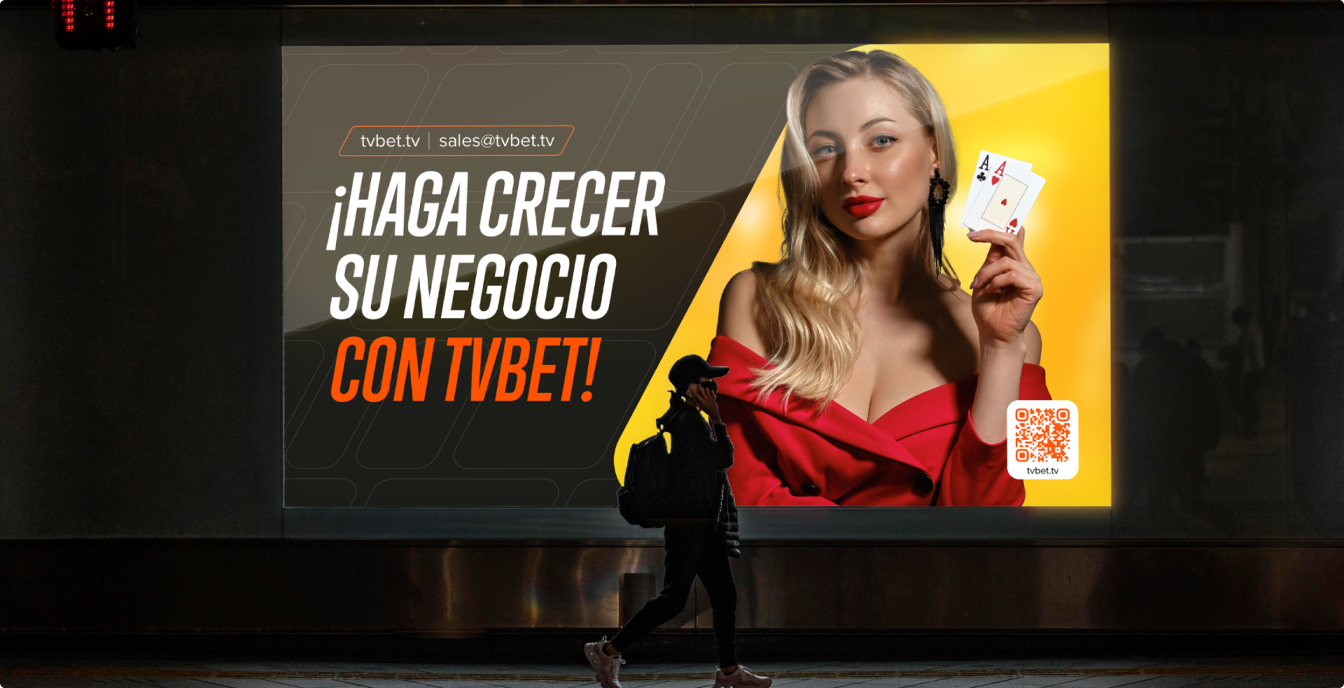 tvbet.tv | sales@tvbet.tv
¡HAGA CRECER
SU NEGOCIO
CON TVBET!
A A
A
tvbet.tv